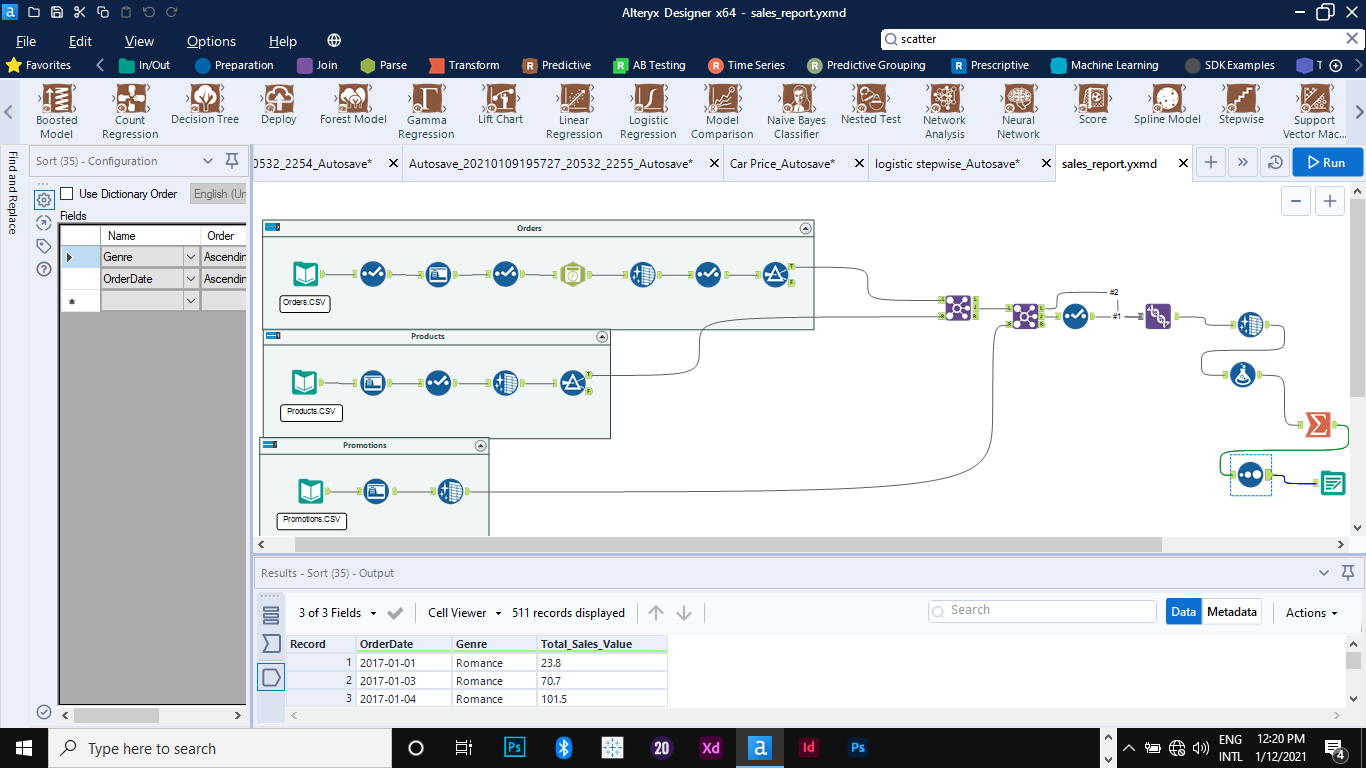 Alteryx Designer x64 - sales_report.yxmd
File Edit View Options Help
scatter
Favorites In/Out Preparation Join Parse Transform Predictive AB Testing Time Series Predictive Grouping Prescriptive Machine Learning SDK Examples T
Boosted Model
Count Regression
Decision Tree
Deploy
Forest Model
Gamma Regression
Lift Chart
Linear Regression
Logistic Regression
Model Comparison
Naive Bayes Classifier
Nested Test
Network Analysis
Neural Network
Score
Spline Model
Stepwise
Support Vector Mac...
Find and Replace
Sort (35) - Configuration
0532_2254_Autosave*
Autosave_20210109195727_20532_2255_Autosave*
Car Price_Autosave*
logistic stepwise_Autosave*
sales_report.yxmd
Run
Use Dictionary Order
English (Un
Fields
Name Order
Genre Ascendin
OrderDate Ascendin
Orders
Orders.CSV
Products
Products.CSV
Promotions
Promotions.CSV
#2
#1
Results - Sort (35) - Output
3 of 3 Fields Cell Viewer 511 records displayed Search Data Metadata Actions
Record OrderDate Genre Total_Sales_Value
1 2017-01-01 Romance 23.8
2 2017-01-03 Romance 70.7
3 2017-01-04 Romance 101.5
Type here to search
Ps
20
Xd
a
Id
Ps
ENG
INTL
12:20 PM
1/12/2021
4